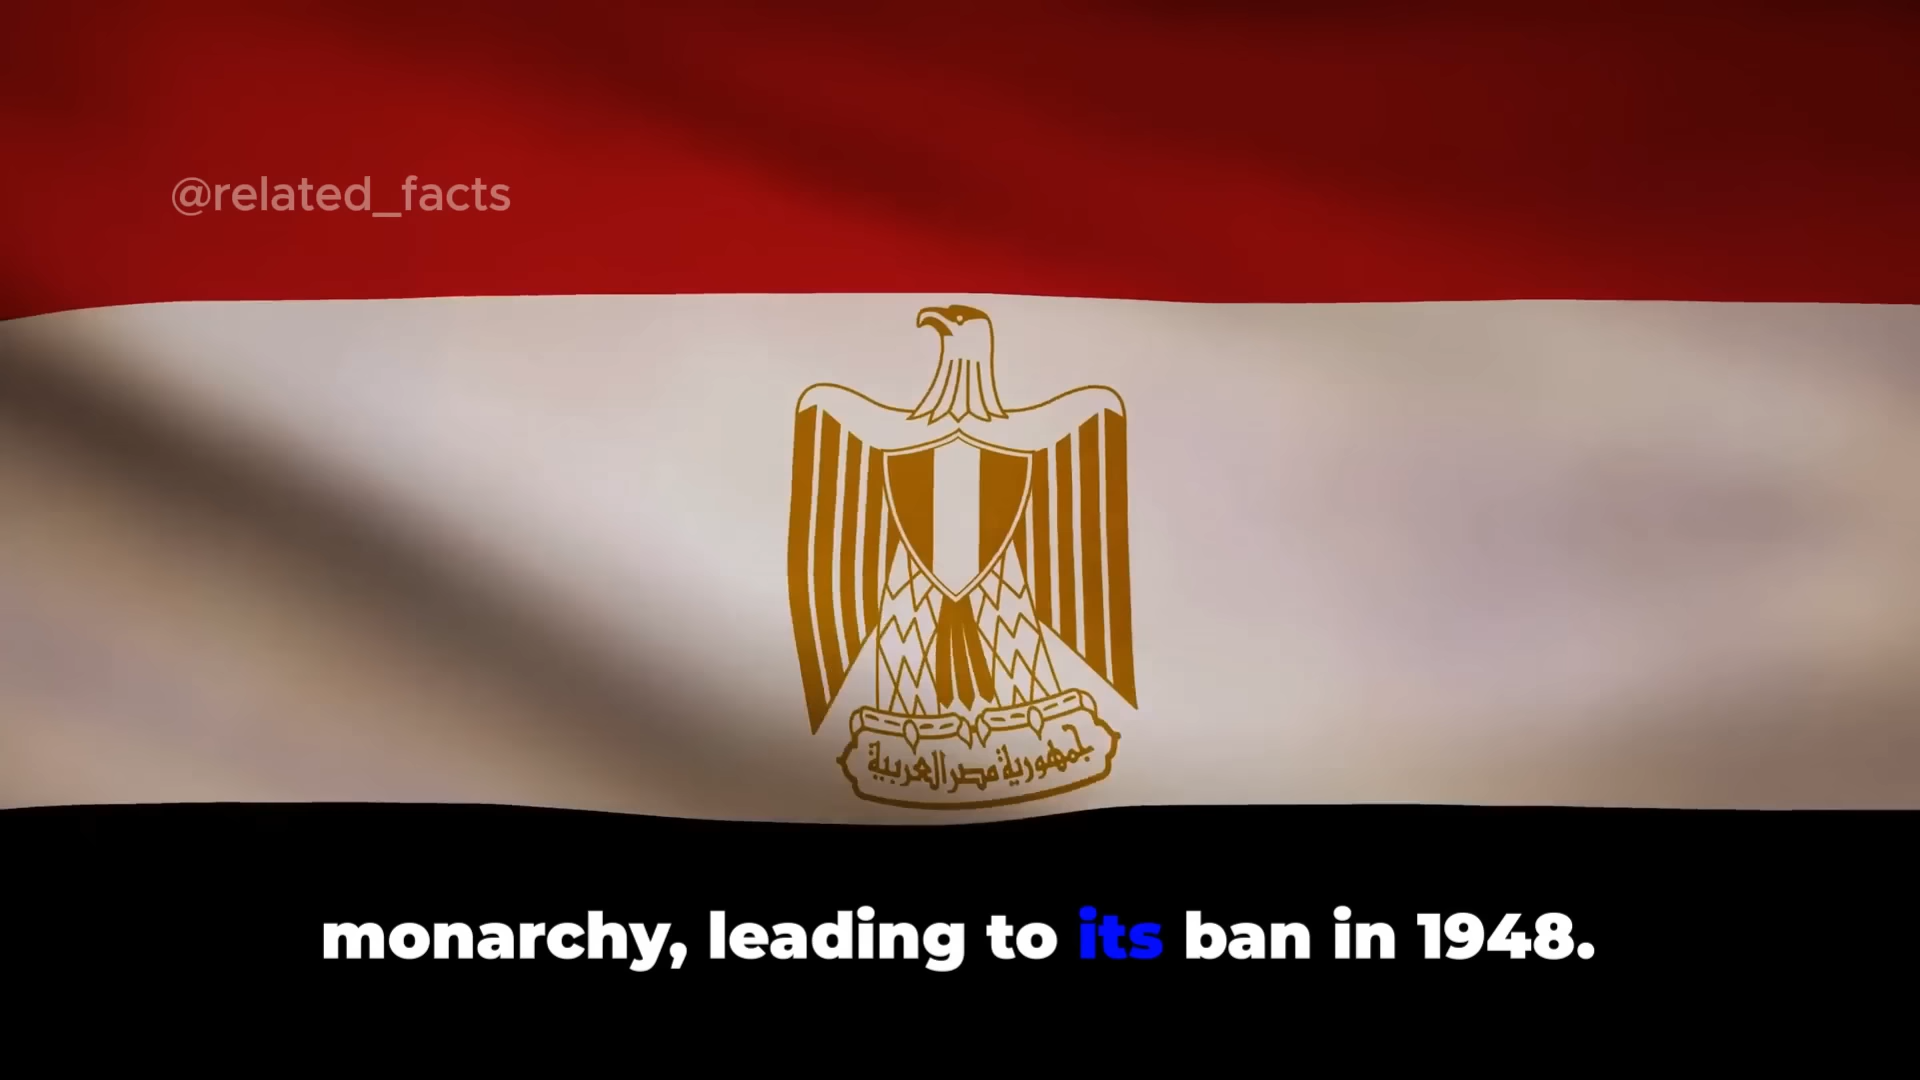 @related_facts
جمهورية مصر العربية
monarchy, leading to its ban in 1948.